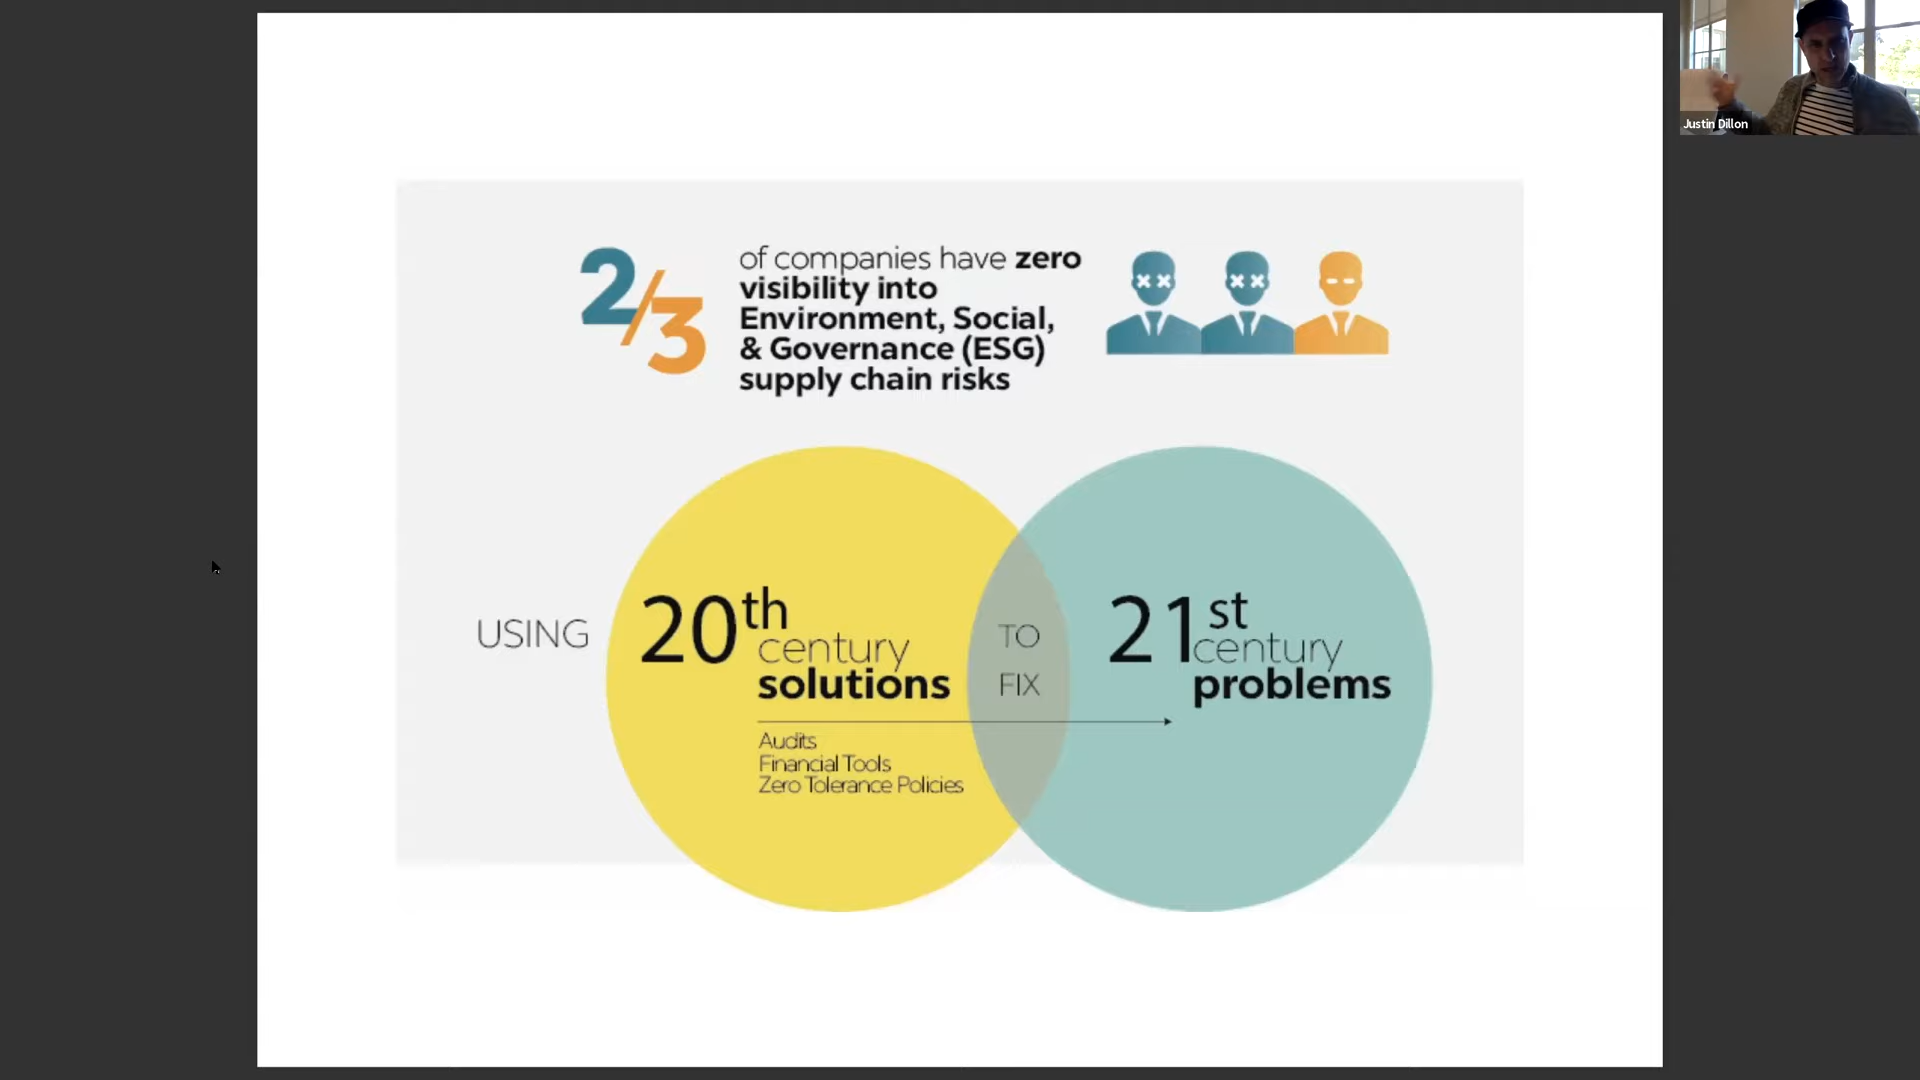 Justin Dillon
2/3
of companies have zero
visibility into
Environment, Social,
& Governance (ESG)
supply chain risks
USING
20th
century
solutions
Audits
Financial Tools
Zero Tolerance Policies
TO
FIX
21st
century
problems